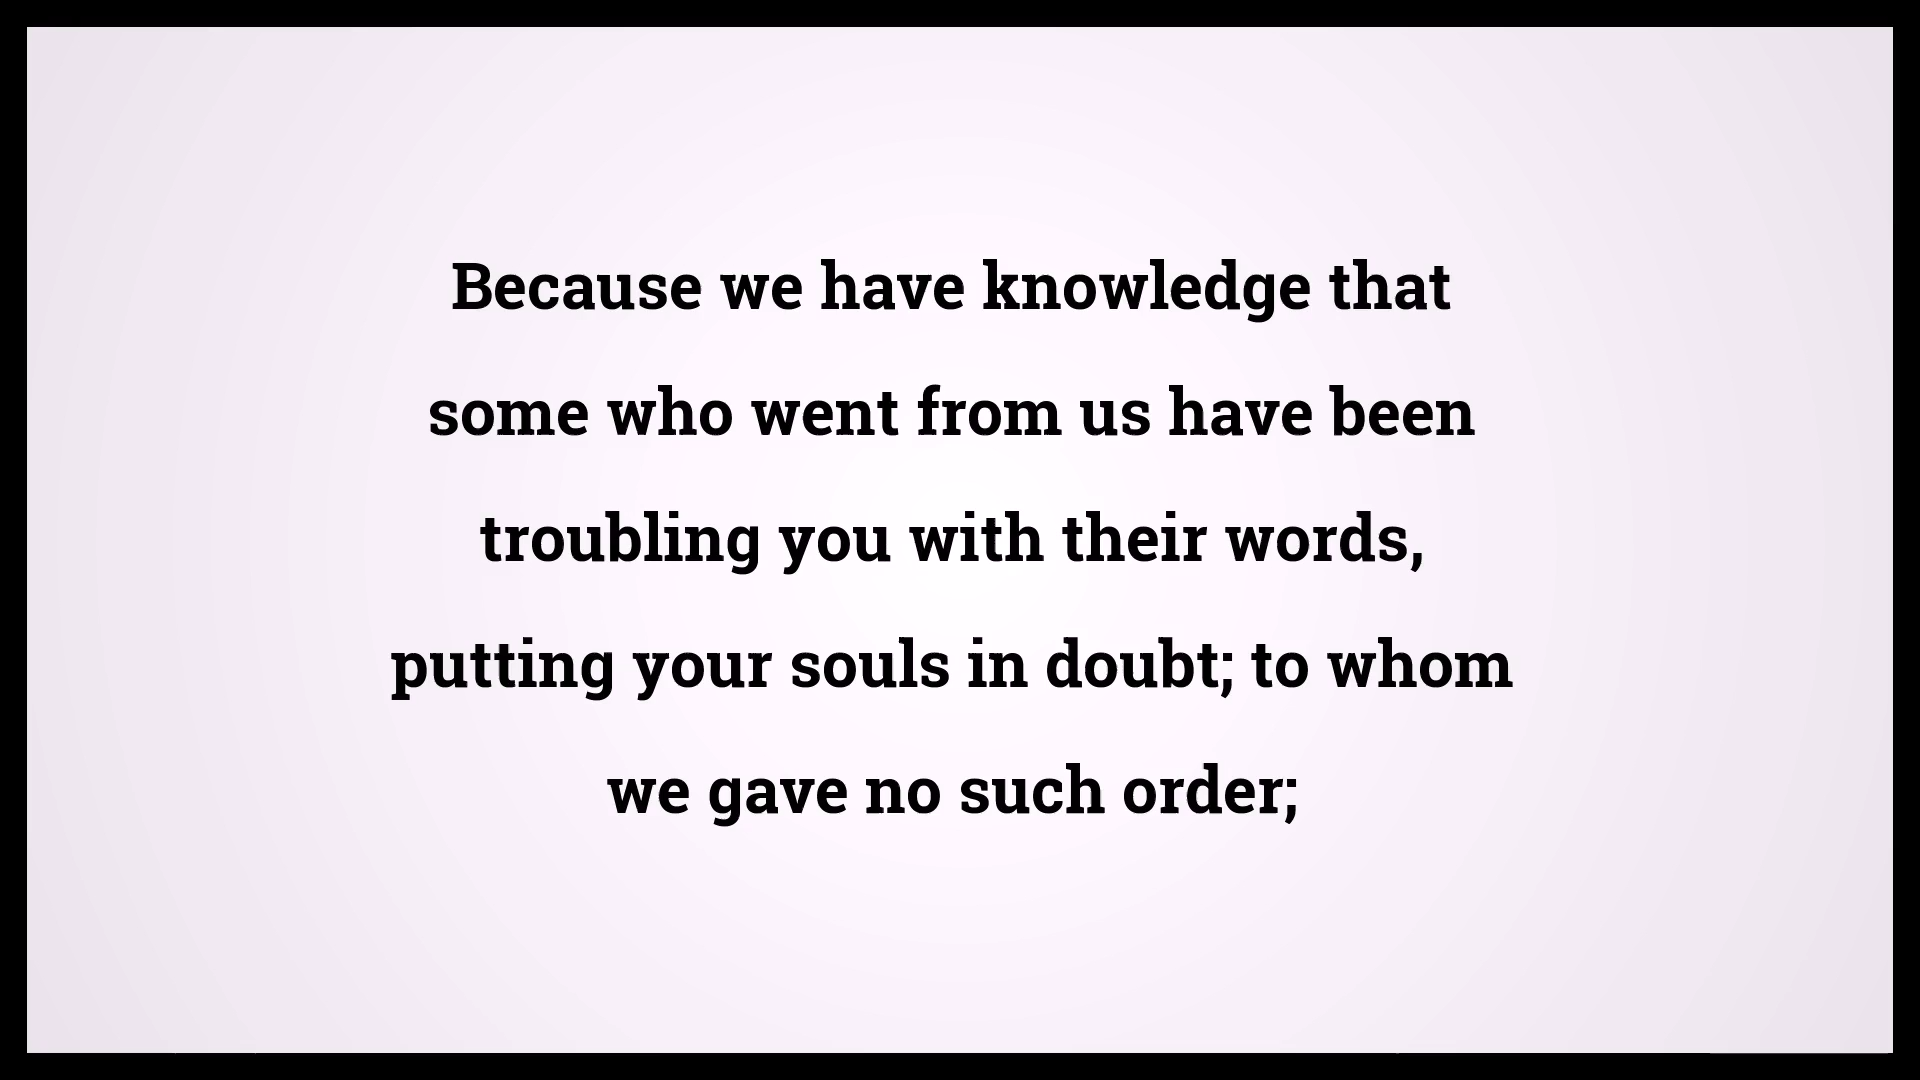 Because we have knowledge that
some who went from us have been
troubling you with their words,
putting your souls in doubt; to whom
we gave no such order;